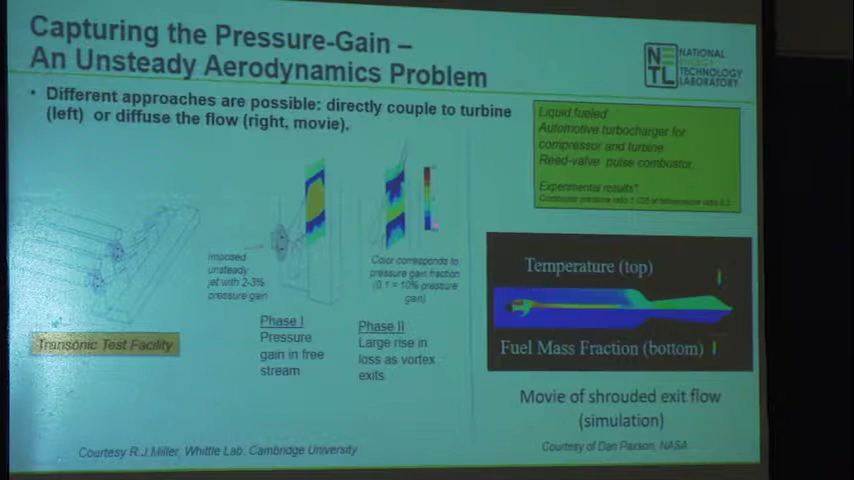 Capturing the Pressure-Gain –
An Unsteady Aerodynamics Problem
NETL
NATIONAL
ENERGY
TECHNOLOGY
LABORATORY
• Different approaches are possible: directly couple to turbine
(left) or diffuse the flow (right, movie).
Liquid fueled
Automotive turbocharger for
compressor and turbine
Reed-valve pulse combustor.
Experimental results*
Imposed
unsteady
jet with 2-3%
pressure gain
Color corresponds to
pressure gain fraction
(0.1 = 10% pressure
gain)
Transonic Test Facility
Phase I
Pressure
gain in free
stream
Phase II
Large rise in
loss as vortex
exits
Temperature (top)
Fuel Mass Fraction (bottom)
Movie of shrouded exit flow
(simulation)
Courtesy R.J.Miller, Whittle Lab. Cambridge University
Courtesy of Dan Paxson, NASA